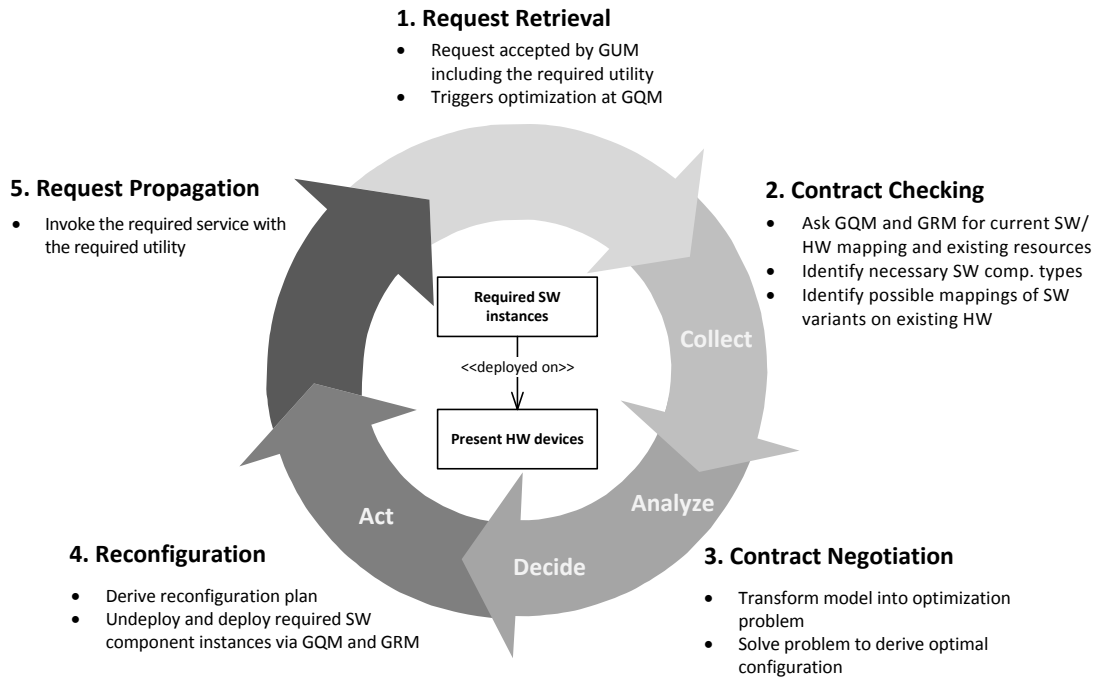 1. Request Retrieval
• Request accepted by GUM
including the required utility
• Triggers optimization at GQM
5. Request Propagation
• Invoke the required service with
the required utility
2. Contract Checking
• Ask GQM and GRM for current SW/
HW mapping and existing resources
• Identify necessary SW comp. types
• Identify possible mappings of SW
variants on existing HW
Required SW
instances
<<deployed on>>
Present HW devices
Collect
Analyze
Decide
Act
4. Reconfiguration
• Derive reconfiguration plan
• Undeploy and deploy required SW
component instances via GQM and GRM
3. Contract Negotiation
• Transform model into optimization
problem
• Solve problem to derive optimal
configuration